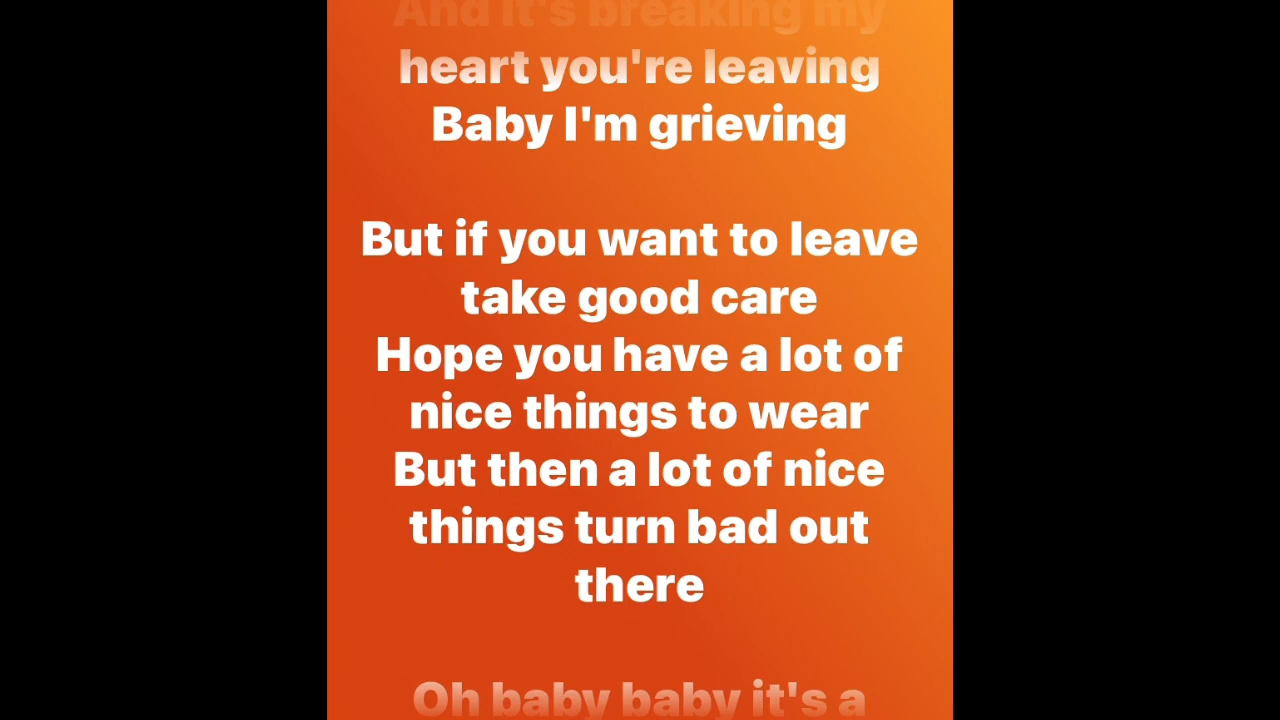 And it's breaking my
heart you're leaving
Baby I'm grieving
But if you want to leave
take good care
Hope you have a lot of
nice things to wear
But then a lot of nice
things turn bad out
there
Oh baby baby it's a